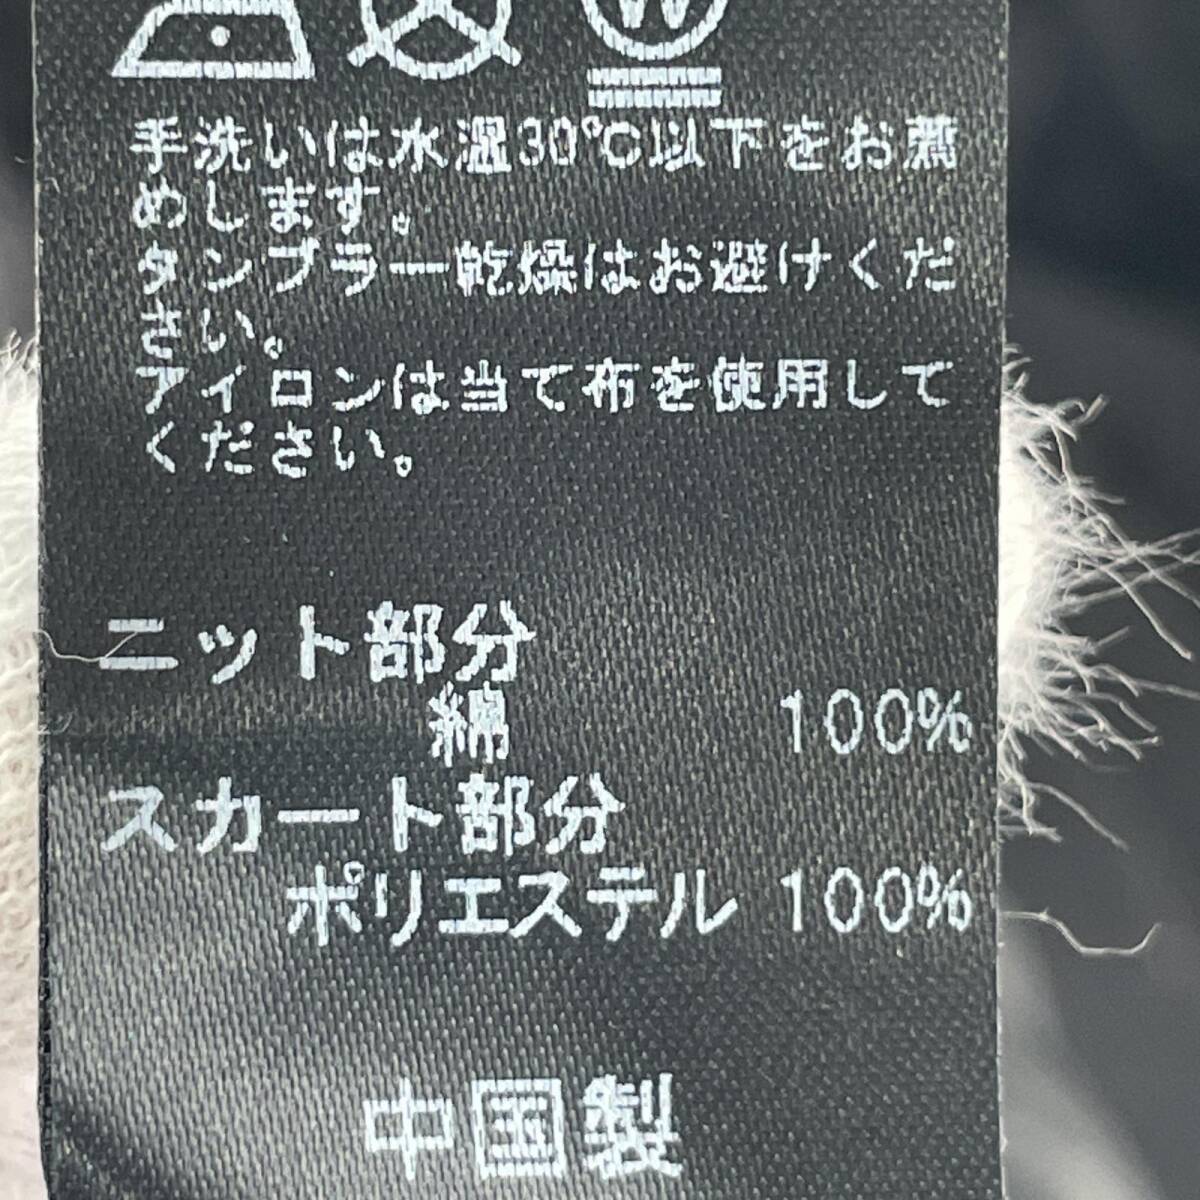 手洗いは水温30℃以下をお薦
めします。
タンブラー乾燥はお避けくだ
さい。
アイロンは当て布を使用して
ください。
ニット部分
綿 100%
スカート部分
ポリエステル 100%
中国製